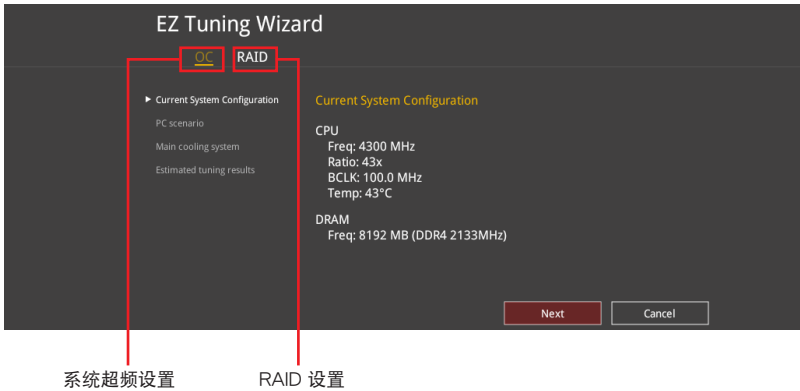 EZ Tuning Wizard
OC RAID
Current System Configuration
PC scenario
Main cooling system
Estimated tuning results
Current System Configuration
CPU
Freq: 4300 MHz
Ratio: 43x
BCLK: 100.0 MHz
Temp: 43°C
DRAM
Freq: 8192 MB (DDR4 2133MHz)
Next Cancel
系统超频设置 RAID 设置